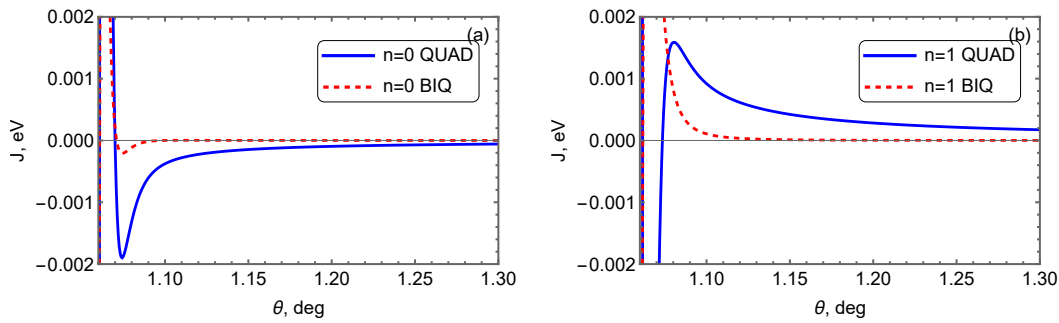 (a)
n=0 QUAD
n=0 BIQ
0.002
0.001
0.000
−0.001
−0.002
J, eV
1.10
1.15
1.20
1.25
1.30
θ, deg
(b)
n=1 QUAD
n=1 BIQ
0.002
0.001
0.000
−0.001
−0.002
J, eV
1.10
1.15
1.20
1.25
1.30
θ, deg